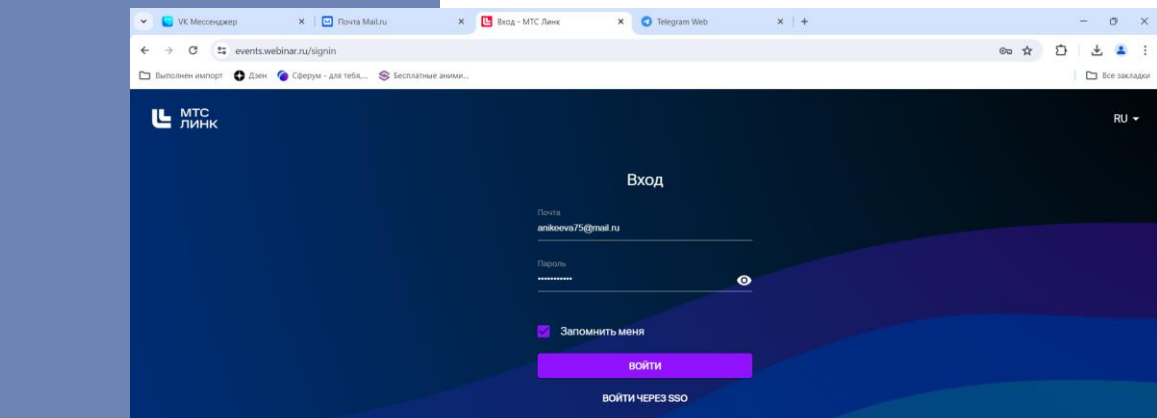 VK Мессенджер
Почта Mail.ru
Вход - МТС Линк
Telegram Web
events.webinar.ru/signin
Выполнен импорт
Дзен
Сферум - для тебя,...
Бесплатные аними...
Все закладки
МТС
ЛИНК
RU
Вход
Почта
anikeeva75@mail.ru
Пароль
•••••••••••
Запомнить меня
ВОЙТИ
ВОЙТИ ЧЕРЕЗ SSO